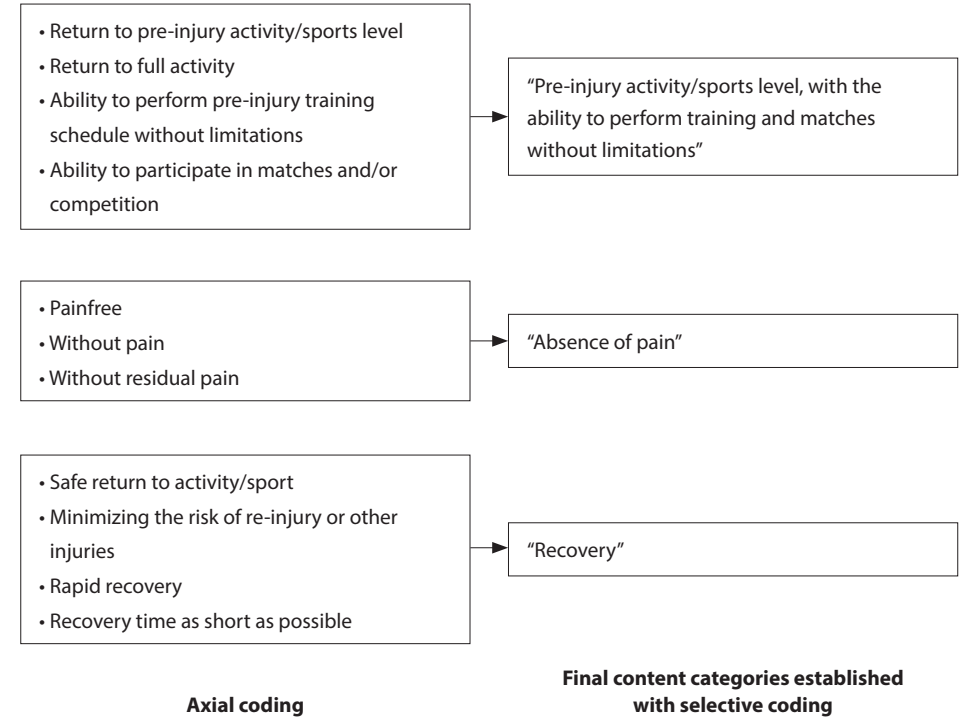 • Return to pre-injury activity/sports level
• Return to full activity
• Ability to perform pre-injury training
schedule without limitations
• Ability to participate in matches and/or
competition
“Pre-injury activity/sports level, with the
ability to perform training and matches
without limitations”
• Painfree
• Without pain
• Without residual pain
“Absence of pain”
• Safe return to activity/sport
• Minimizing the risk of re-injury or other
injuries
• Rapid recovery
• Recovery time as short as possible
“Recovery”
Axial coding
Final content categories established
with selective coding